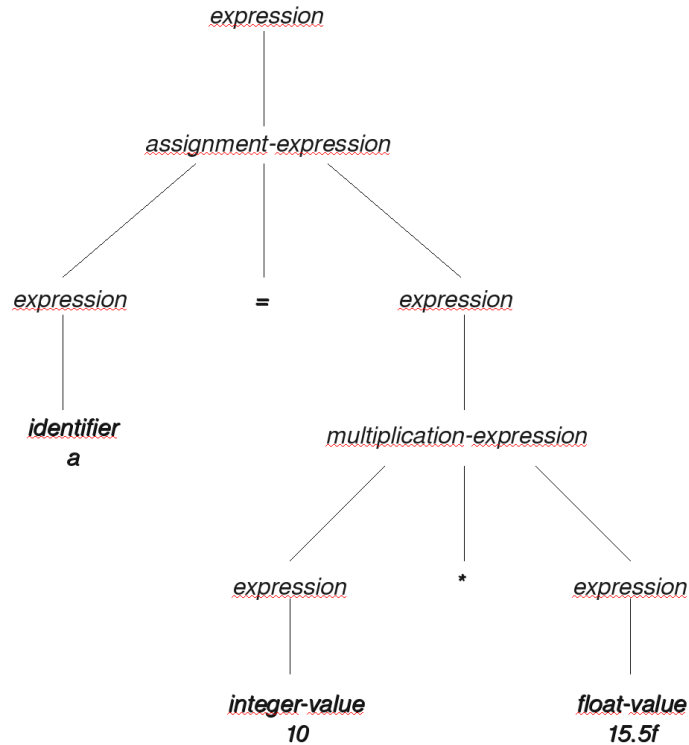 expression
assignment-expression
expression = expression
identifier
a
multiplication-expression
expression * expression
integer-value float-value
10 15.5f